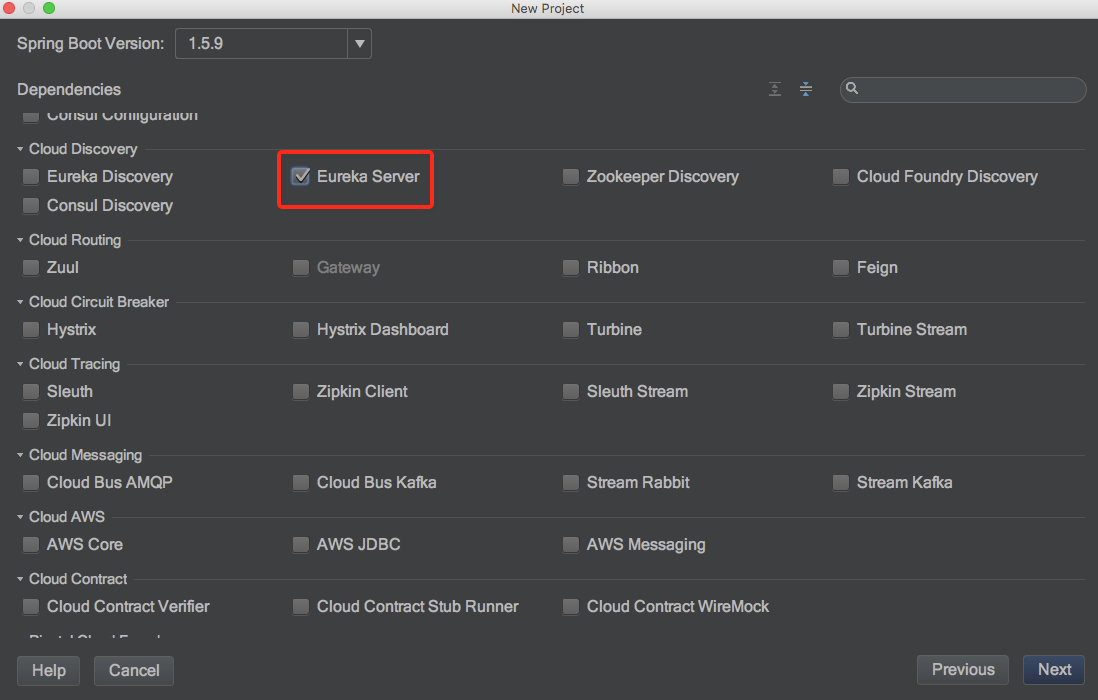 New Project
Spring Boot Version: 1.5.9
Dependencies
Consul Configuration
Cloud Discovery
Eureka Discovery Eureka Server Zookeeper Discovery Cloud Foundry Discovery
Consul Discovery
Cloud Routing
Zuul Gateway Ribbon Feign
Cloud Circuit Breaker
Hystrix Hystrix Dashboard Turbine Turbine Stream
Cloud Tracing
Sleuth Zipkin Client Sleuth Stream Zipkin Stream
Zipkin UI
Cloud Messaging
Cloud Bus AMQP Cloud Bus Kafka Stream Rabbit Stream Kafka
Cloud AWS
AWS Core AWS JDBC AWS Messaging
Cloud Contract
Cloud Contract Verifier Cloud Contract Stub Runner Cloud Contract WireMock
Help Cancel Previous Next